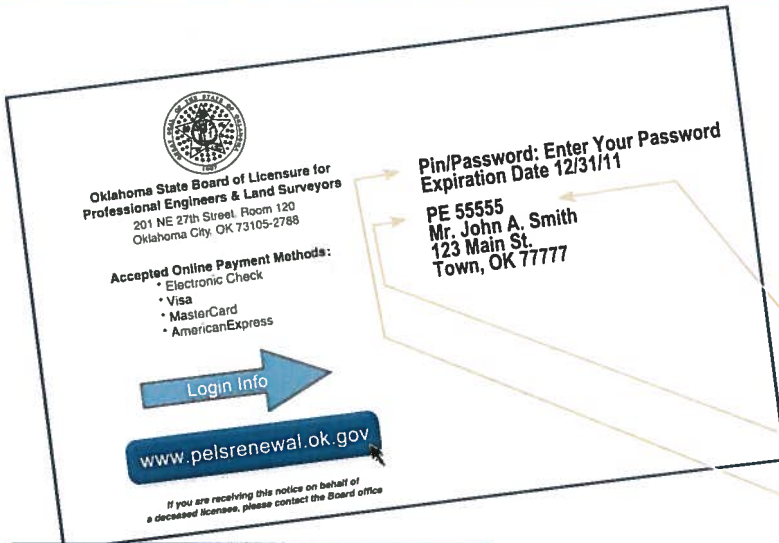 Oklahoma State Board of Licensure for
Professional Engineers & Land Surveyors
201 NE 27th Street, Room 120
Oklahoma City, OK 73105-2788
Accepted Online Payment Methods:
* Electronic Check
* Visa
* MasterCard
* AmericanExpress
Login Info
www.pelsrenewal.ok.gov
If you are receiving this notice on behalf of
a deceased licensee, please contact the Board office
Pin/Password: Enter Your Password
Expiration Date 12/31/11
PE 55555
Mr. John A. Smith
123 Main St.
Town, OK 77777